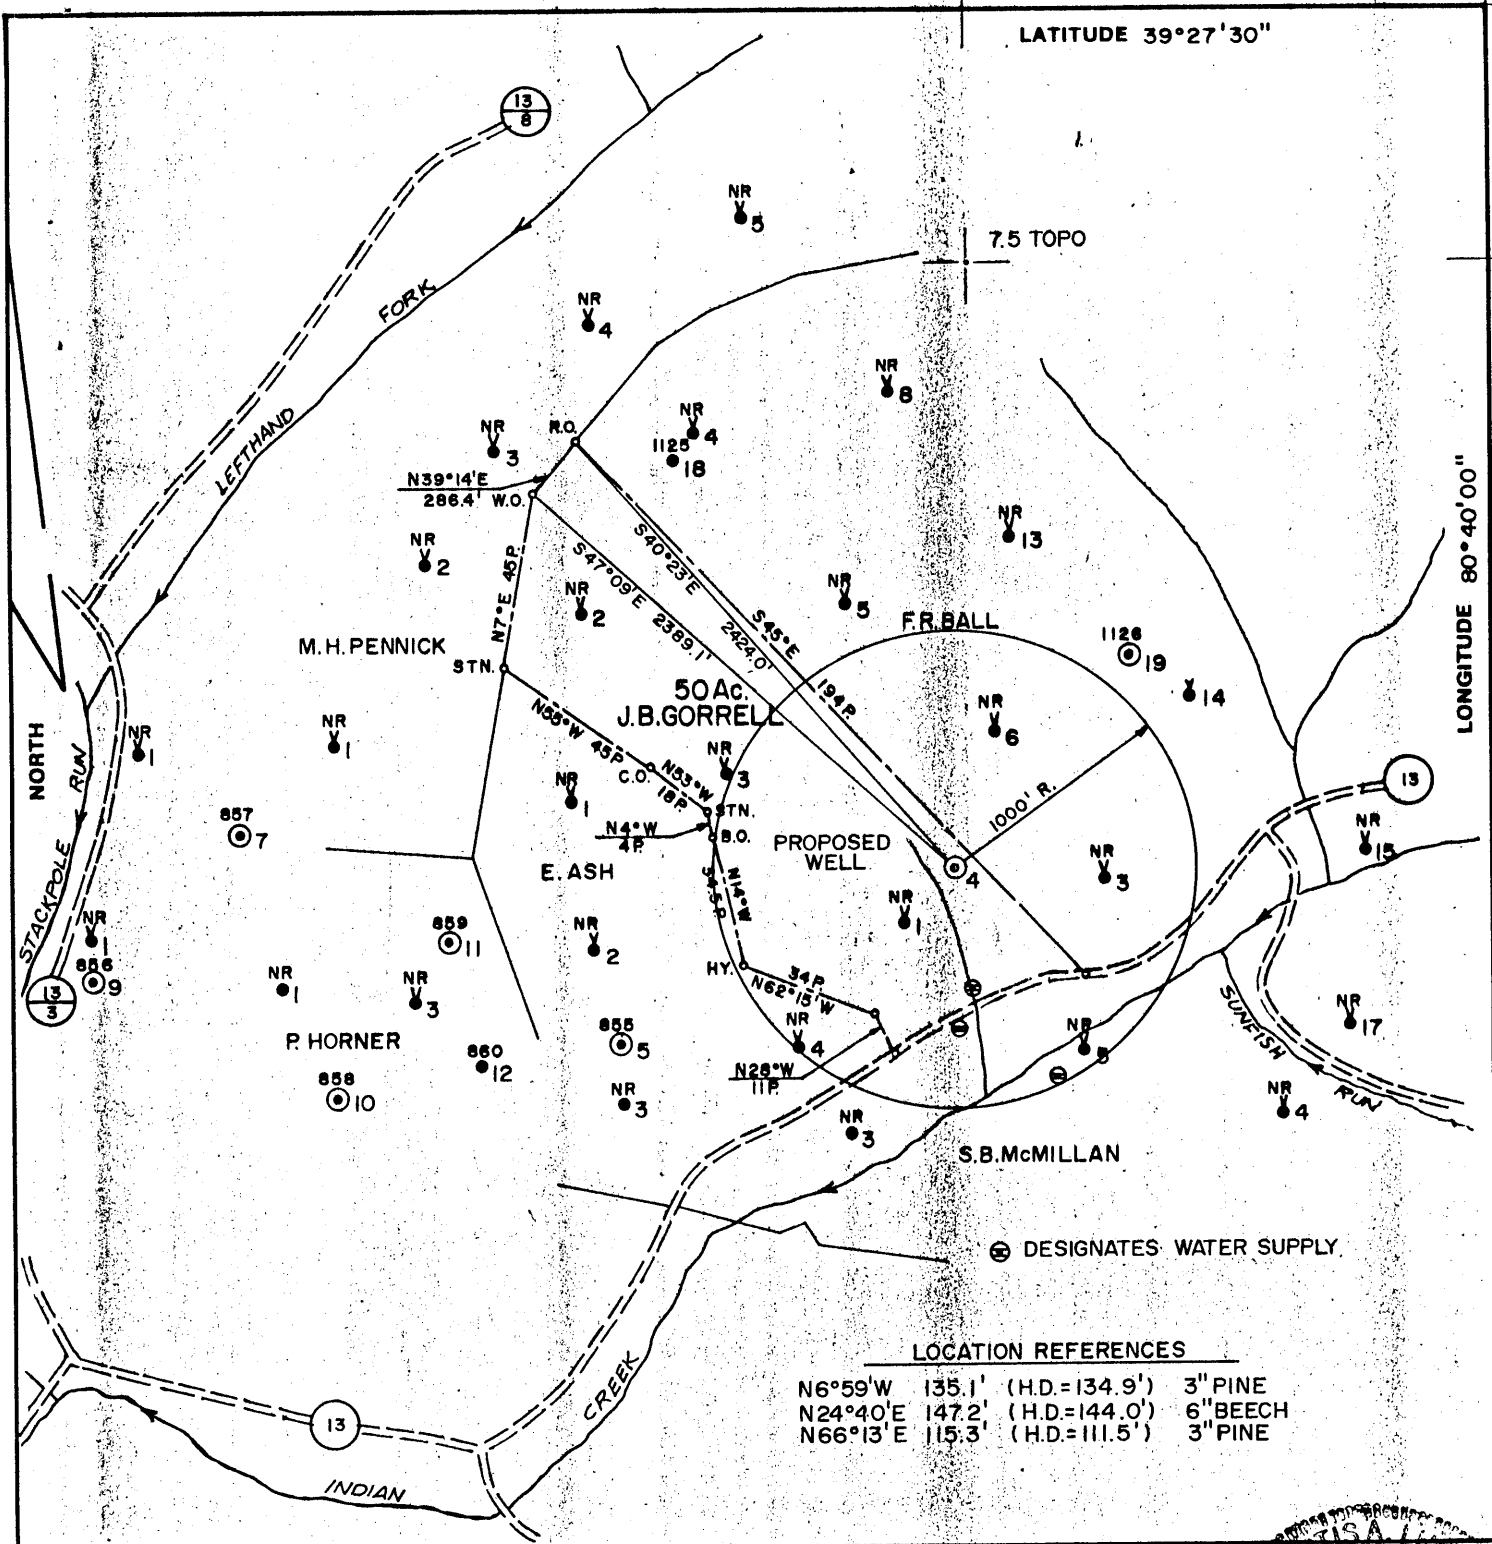 LATITUDE 39°27'30"
13
8
NR
5
7.5 TOPO
FORK
NR
4
NR
8
LEFTHAND
NR
3
R.O.
NR
4
1125
18
N39°14'E
286.4' W.O.
LONGITUDE 80°40'00"
NR
2
N7°E 45P.
S47°09'E 2389.1'
S40°23'E 2424.0'
S45°E 194P.
NR
13
NR
2
NR
5
F.R. BALL
1126
19
14
M.H. PENNICK
STN.
50 Ac.
J.B. GORRELL
NR
6
NORTH
NR
1
NR
1
N55°W 45P.
C.O.
N53°W
18P.
NR
3
STN.
B.O.
1000' R.
13
RUN
STACKPOLE
857
7
NR
1
N4°W
4P.
PROPOSED
WELL
4
NR
3
NR
15
E. ASH
34.5P.
N14°W
NR
1
NR
1
856
9
859
11
NR
2
HY.
34P.
N62°15'W
13
3
NR
1
NR
3
P. HORNER
860
12
855
5
NR
4
NR
5
SUNFISH
RUN
NR
17
858
10
NR
3
N28°W
11P.
NR
3
NR
4
S.B. McMILLAN
DESIGNATES WATER SUPPLY.
CREEK
INDIAN
13
LOCATION REFERENCES
N6°59'W 135.1' (H.D.=134.9') 3" PINE
N24°40'E 147.2' (H.D.=144.0') 6" BEECH
N66°13'E 115.3' (H.D.=111.5') 3" PINE